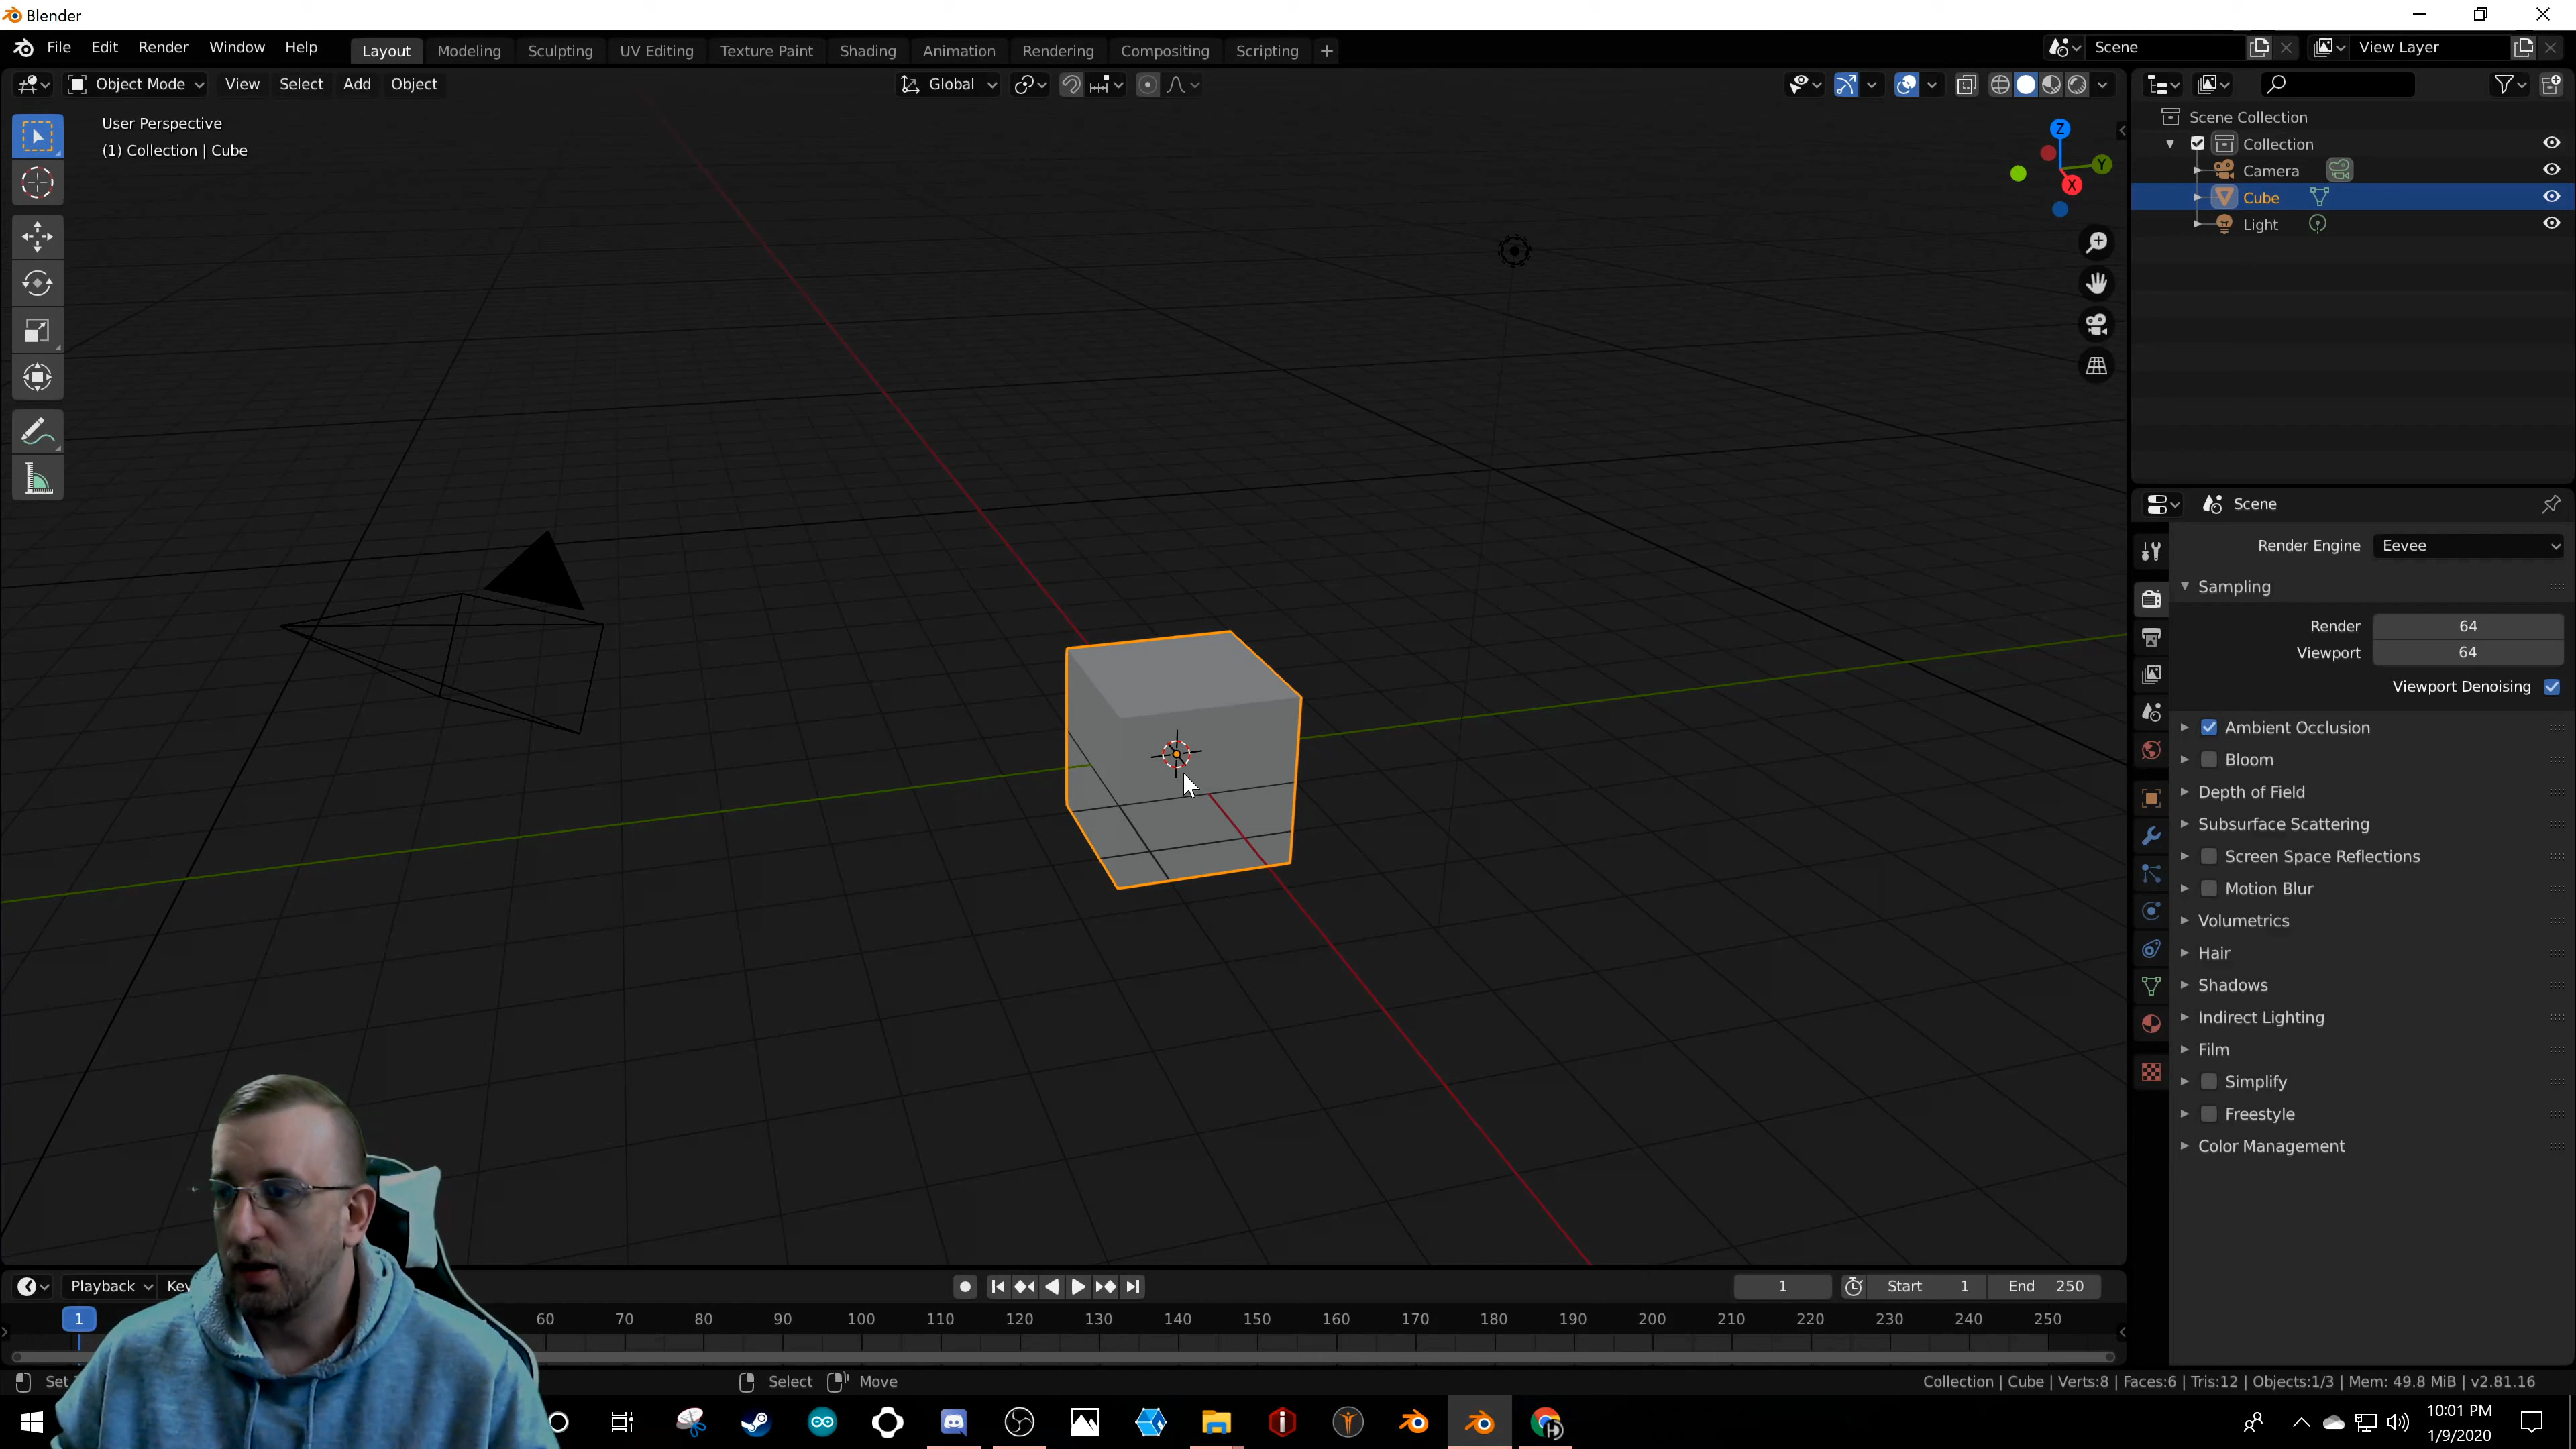 Blender
File Edit Render Window Help Layout Modeling Sculpting UV Editing Texture Paint Shading Animation Rendering Compositing Scripting + Scene View Layer
Object Mode View Select Add Object Global
User Perspective
(1) Collection | Cube
Z
Y
X
Scene Collection
Collection
Camera
Cube
Light
Scene
Render Engine Eevee
Sampling
Render 64
Viewport 64
Viewport Denoising
Ambient Occlusion
Bloom
Depth of Field
Subsurface Scattering
Screen Space Reflections
Motion Blur
Volumetrics
Hair
Shadows
Indirect Lighting
Film
Simplify
Freestyle
Color Management
Playback 1 Start 1 End 250
1 60 70 80 90 100 110 120 130 140 150 160 170 180 190 200 210 220 230 240 250
Set Select Move Collection | Cube | Verts:8 | Faces:6 | Tris:12 | Objects:1/3 | Mem: 49.8 MiB | v2.81.16
10:01 PM
1/9/2020